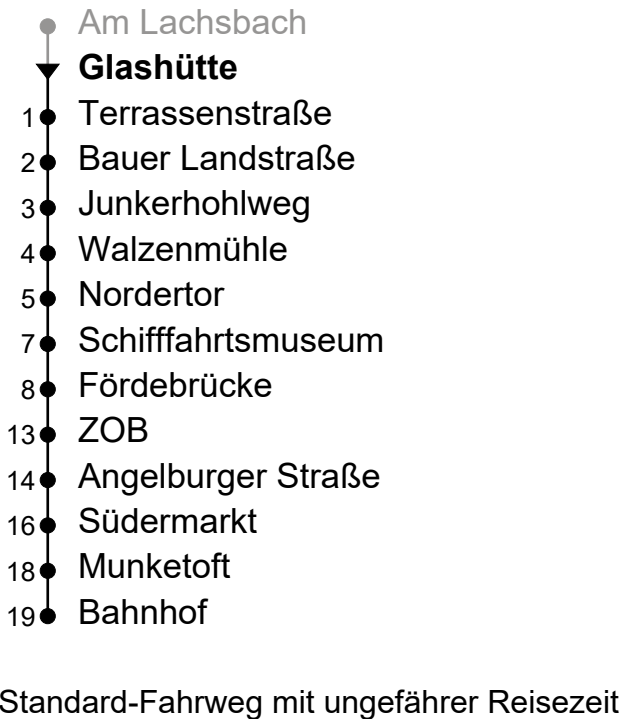 Am Lachsbach
Glashütte
1 Terrassenstraße
2 Bauer Landstraße
3 Junkerhohlweg
4 Walzenmühle
5 Nordertor
7 Schifffahrtsmuseum
8 Fördebrücke
13 ZOB
14 Angelburger Straße
16 Südermarkt
18 Munketoft
19 Bahnhof
Standard-Fahrweg mit ungefährer Reisezeit